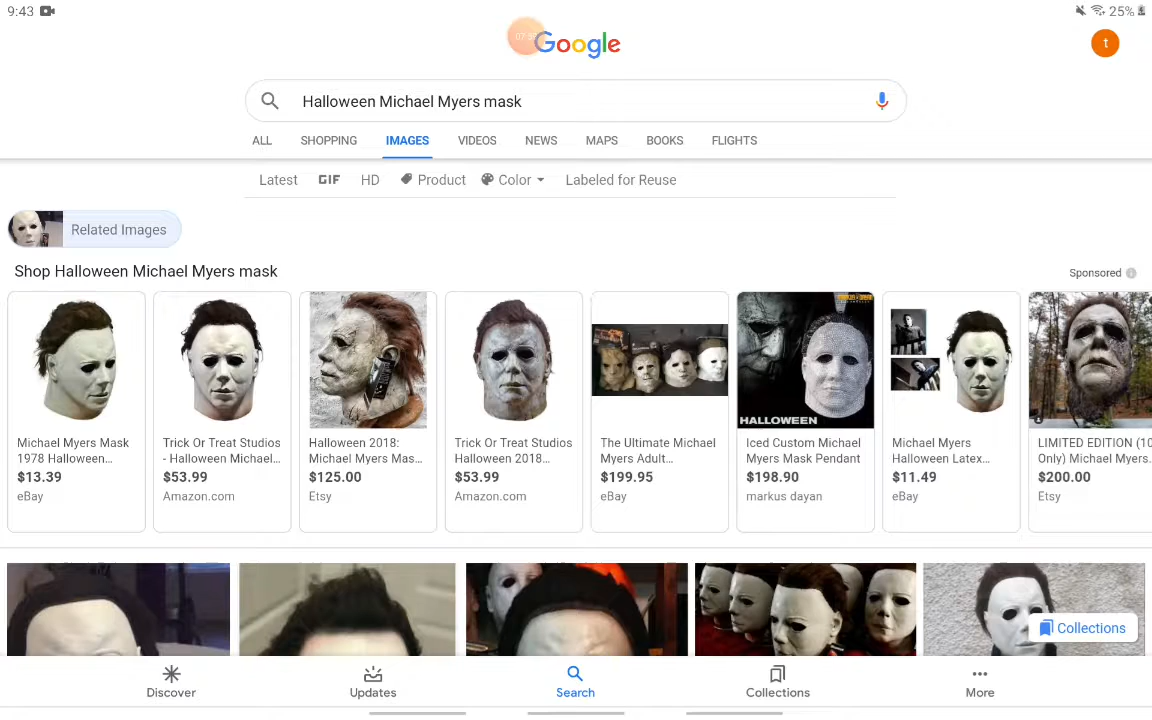 9:43
25%
Google
t
Halloween Michael Myers mask
ALL SHOPPING IMAGES VIDEOS NEWS MAPS BOOKS FLIGHTS
Latest GIF HD Product Color Labeled for Reuse
Related Images
Shop Halloween Michael Myers mask
Sponsored
HALLOWEEN
Michael Myers Mask
1978 Halloween...
$13.39
eBay
Trick Or Treat Studios
- Halloween Michael...
$53.99
Amazon.com
Halloween 2018:
Michael Myers Mas...
$125.00
Etsy
Trick Or Treat Studios
Halloween 2018...
$53.99
Amazon.com
The Ultimate Michael
Myers Adult...
$199.95
eBay
Iced Custom Michael
Myers Mask Pendant
$198.90
markus dayan
Michael Myers
Halloween Latex...
$11.49
eBay
LIMITED EDITION (10
Only) Michael Myers.
$200.00
Etsy
Collections
Discover Updates Search Collections More